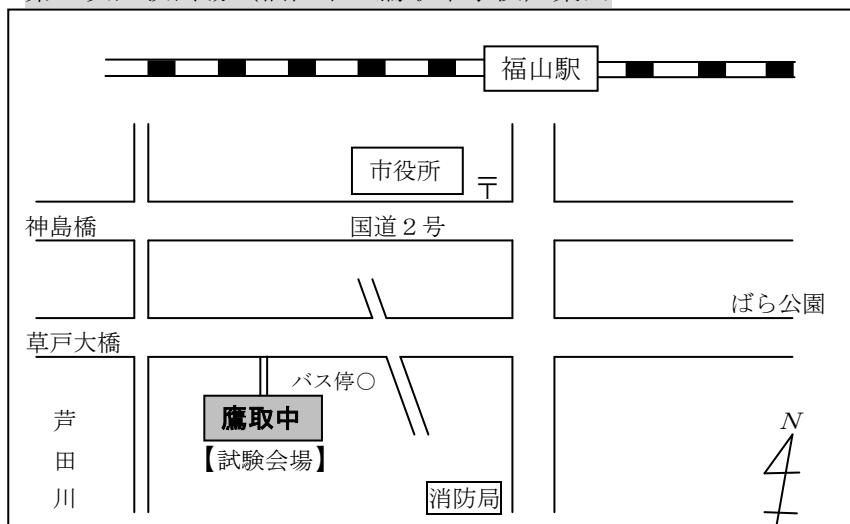 福山駅
市役所
〒
神島橋
国道２号
ばら公園
草戸大橋
バス停○
鷹取中
【試験会場】
芦田川
消防局
N